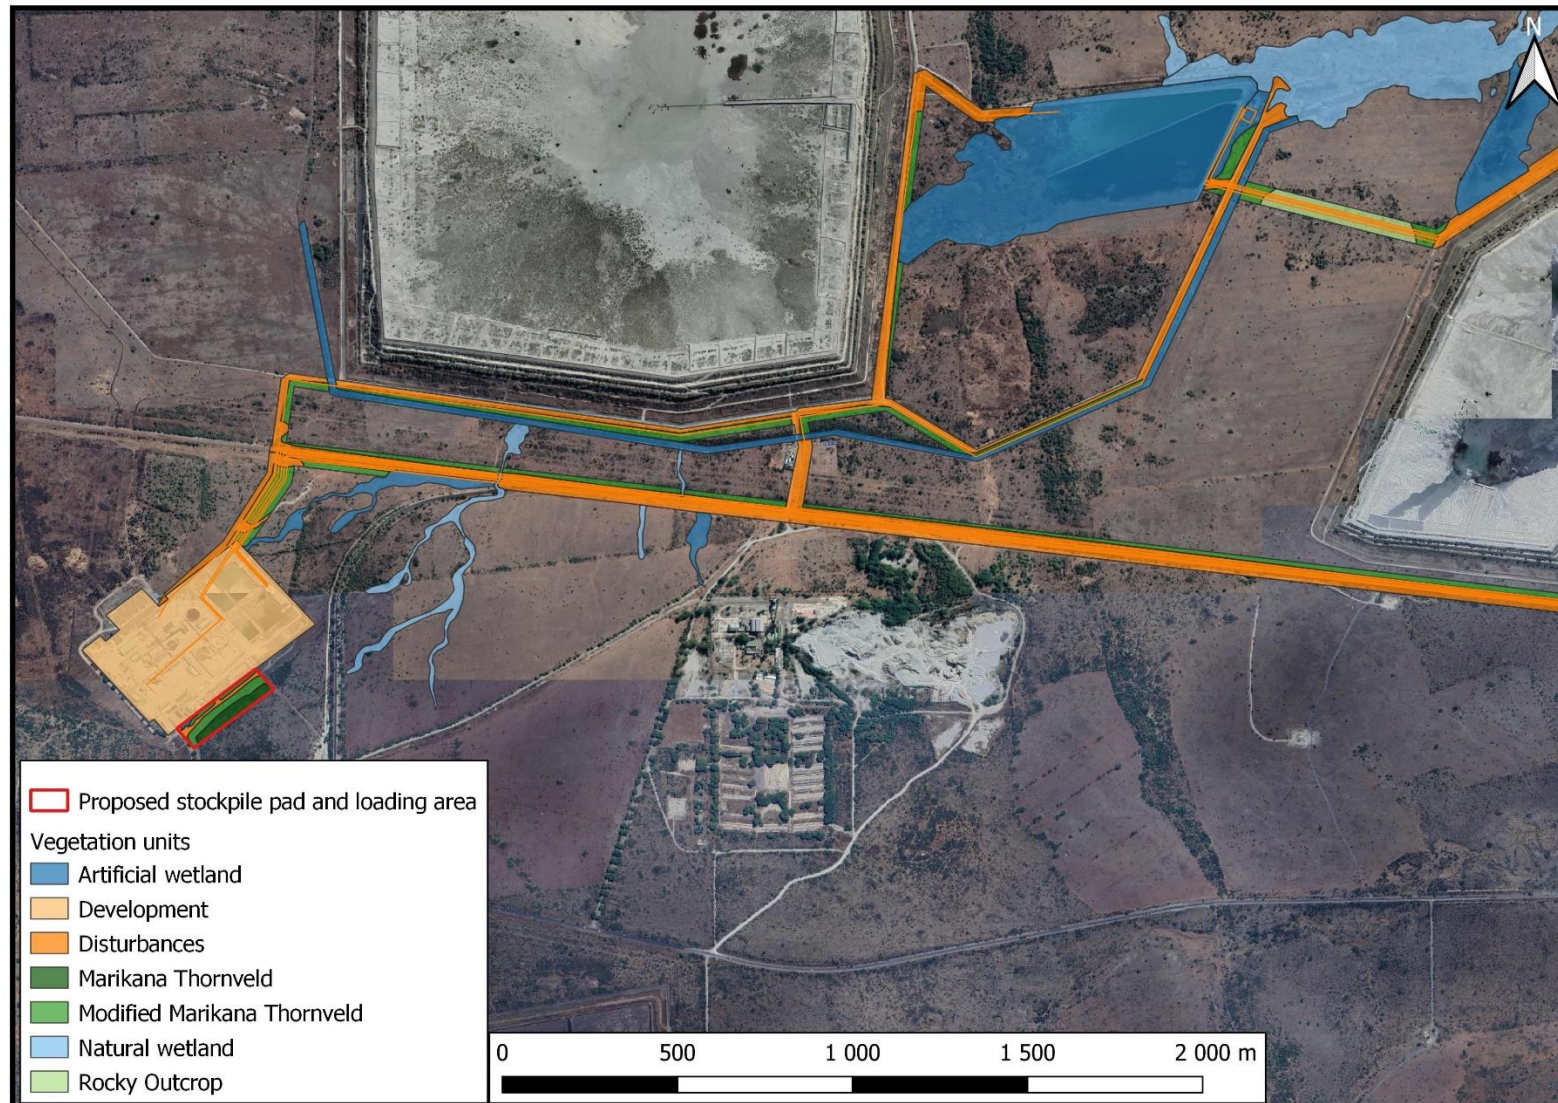 N
Proposed stockpile pad and loading area
Vegetation units
Artificial wetland
Development
Disturbances
Marikana Thornveld
Modified Marikana Thornveld
Natural wetland
Rocky Outcrop
0 500 1 000 1 500 2 000 m